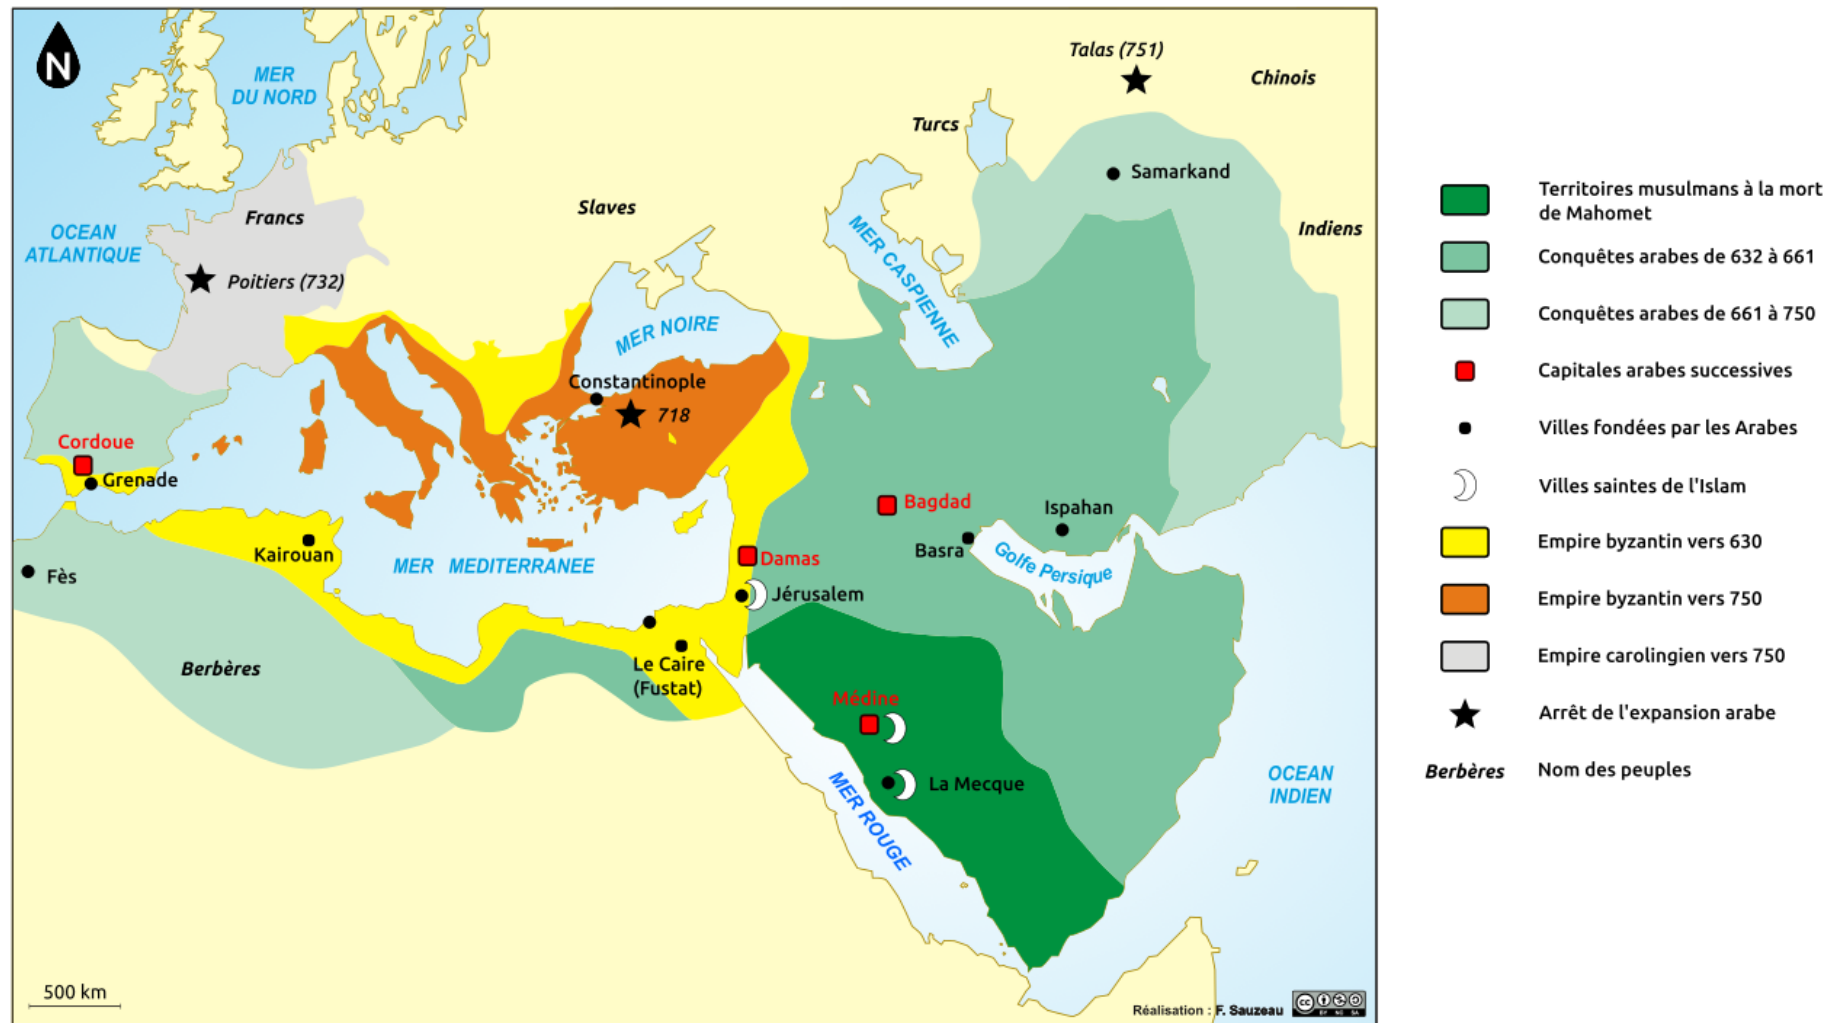 N
MER
DU NORD
Talas (751)
Chinois
Turcs
Samarkand
Francs
Slaves
OCEAN
ATLANTIQUE
Indiens
MER CASPIENNE
Poitiers (732)
MER NOIRE
Constantinople
718
Cordoue
Grenade
Bagdad
Ispahan
Kairouan
Basra
Golfe Persique
MER MEDITERRANEE
Damas
Fès
Jérusalem
Berbères
Le Caire
(Fustat)
Médine
La Mecque
MER ROUGE
OCEAN
INDIEN
500 km
Réalisation : F. Sauzeau
cc
BY NC SA
Territoires musulmans à la mort
de Mahomet
Conquêtes arabes de 632 à 661
Conquêtes arabes de 661 à 750
Capitales arabes successives
Villes fondées par les Arabes
Villes saintes de l'Islam
Empire byzantin vers 630
Empire byzantin vers 750
Empire carolingien vers 750
Arrêt de l'expansion arabe
Berbères Nom des peuples